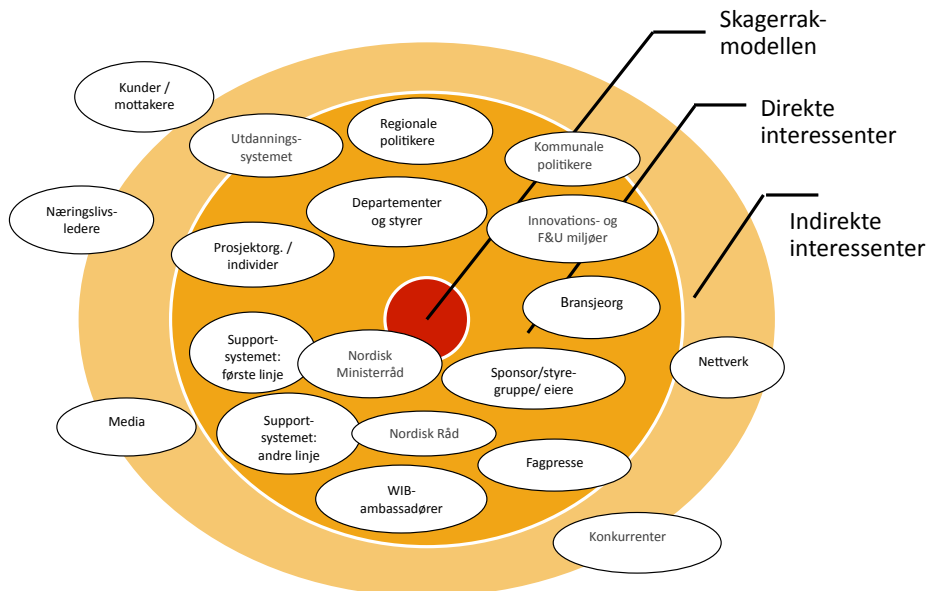 Skagerrak-
modellen
Direkte
interessenter
Indirekte
interessenter
Kunder /
mottakere
Utdannings-
systemet
Regionale
politikere
Kommunale
politikere
Næringslivs-
ledere
Departementer
og styrer
Innovations- og
F&U miljøer
Prosjektorg. /
individer
Bransjeorg
Support-
systemet:
første linje
Nordisk
Ministerråd
Sponsor/styre-
gruppe/ eiere
Nettverk
Media
Support-
systemet:
andre linje
Nordisk Råd
Fagpresse
WIB-
ambassadører
Konkurrenter